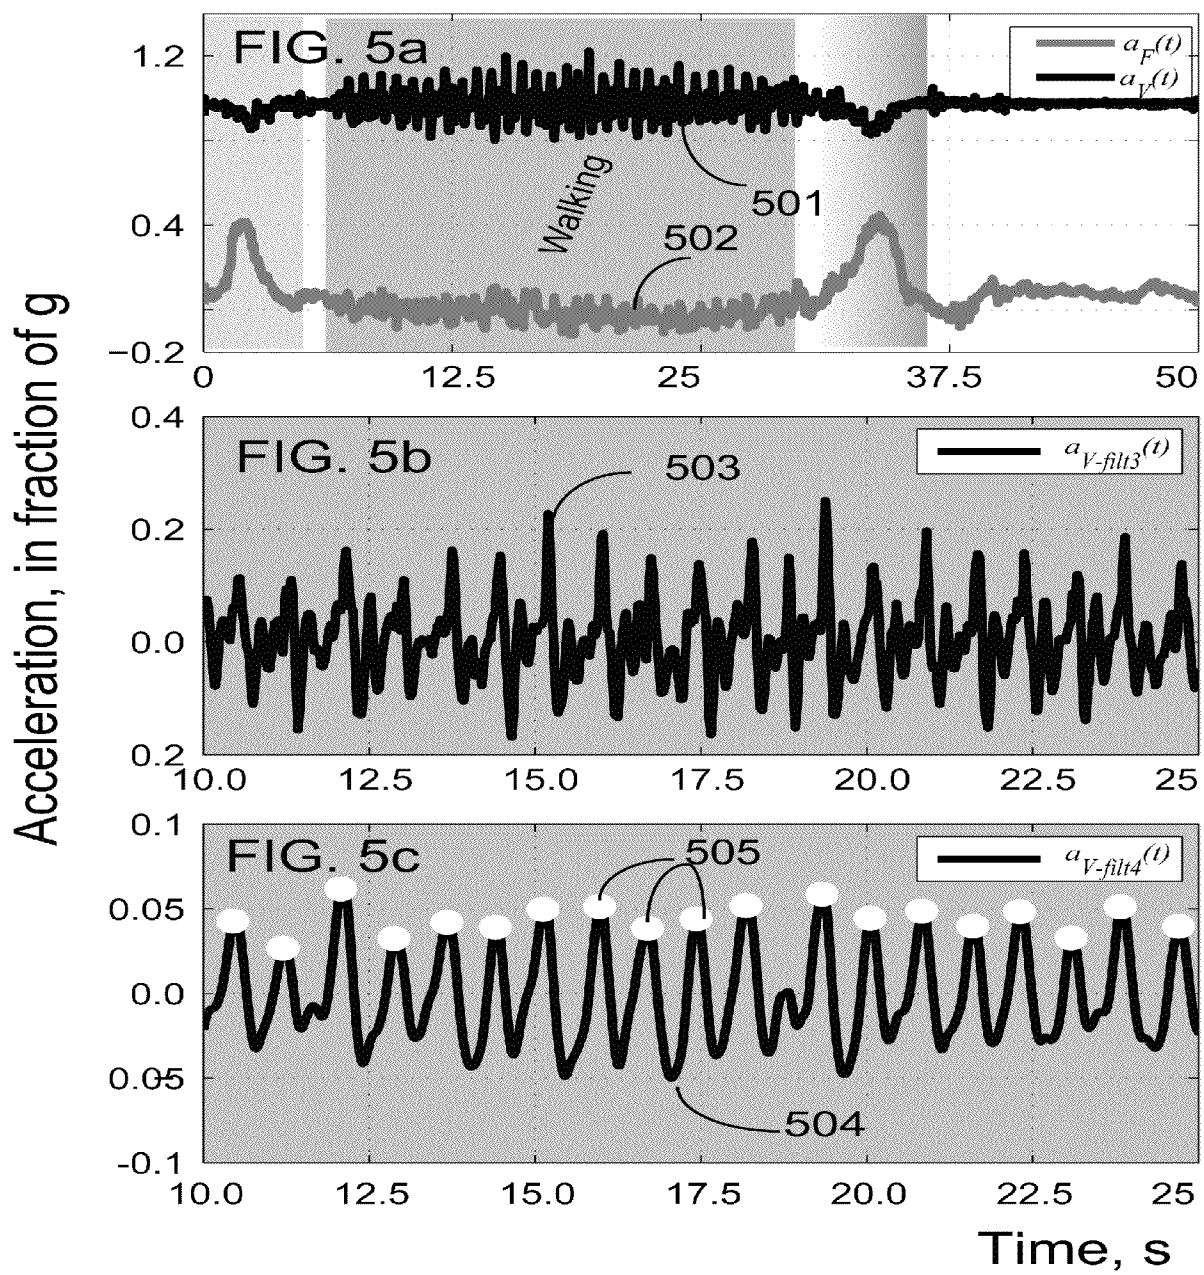 FIG. 5a
a_F(t)
a_V(t)
1.2
0.4
−0.2
501
502
Walking
0 12.5 25 37.5 50
Acceleration, in fraction of g
FIG. 5b
a_V-filt3(t)
503
0.4
0.2
0.0
0.2
10.0 12.5 15.0 17.5 20.0 22.5 25
FIG. 5c
505
a_V-filt4(t)
0.1
0.05
0.0
0.05
-0.1
504
10.0 12.5 15.0 17.5 20.0 22.5 25
Time, s